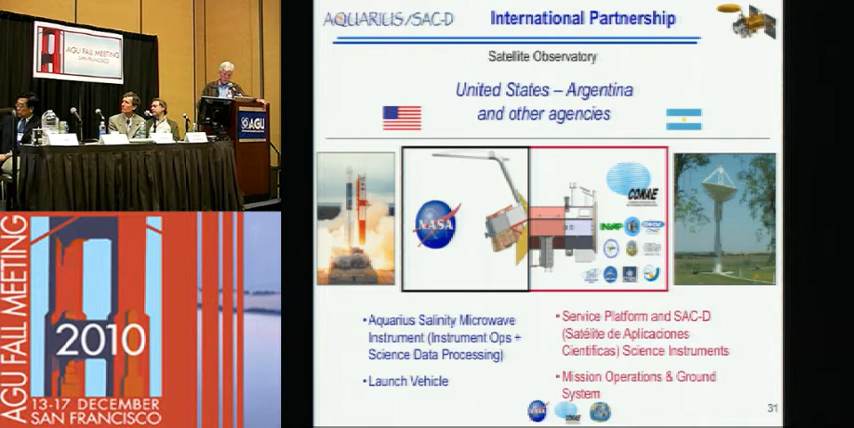 AGU FALL MEETING
SAN FRANCISCO
AGU
AGU FALL MEETING
2010
13-17 DECEMBER
SAN FRANCISCO
AQUARIUS/SAC-D
International Partnership
Satellite Observatory
United States – Argentina
and other agencies
NASA
CONAE
INVAP
•Aquarius Salinity Microwave
Instrument (Instrument Ops +
Science Data Processing)
•Launch Vehicle
•Service Platform and SAC-D
(Satélite de Aplicaciones
Científicas) Science Instruments
•Mission Operations & Ground
System
31